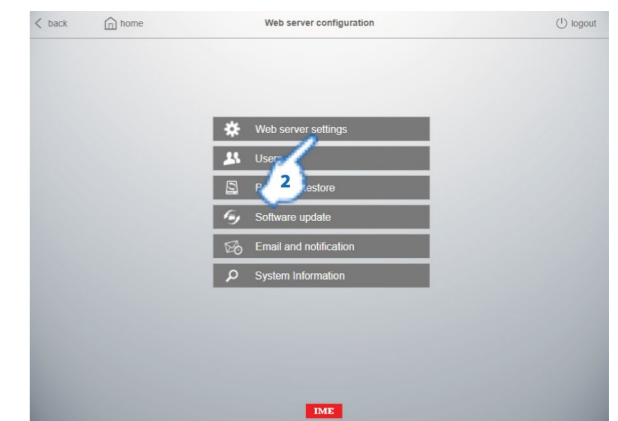 back
home
Web server configuration
logout
Web server settings
2
Software update
Email and notification
System Information
IME